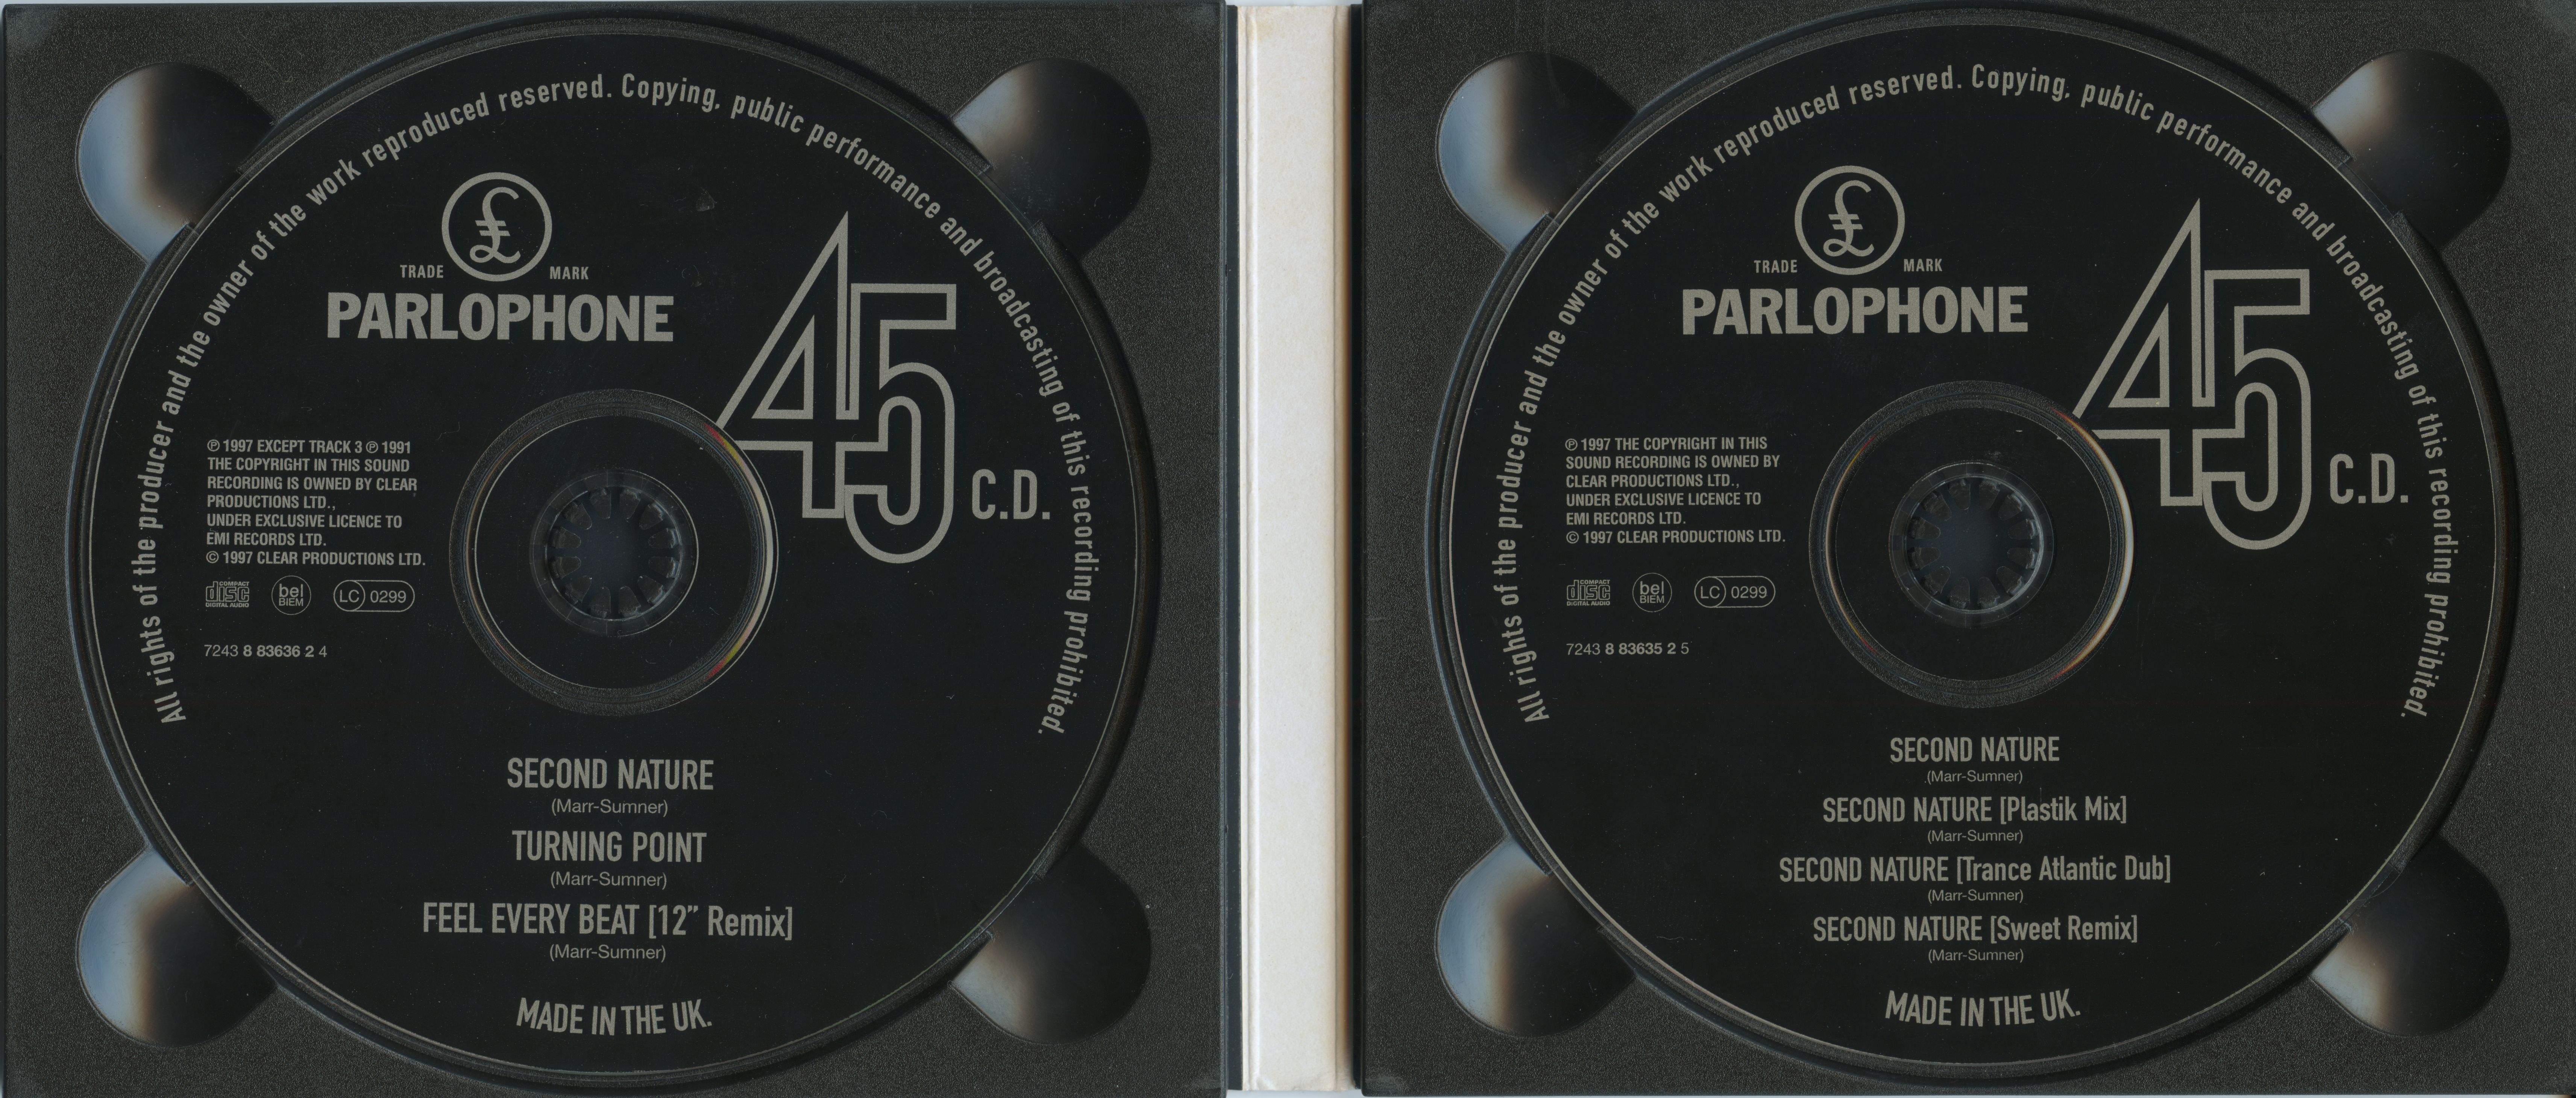 All rights of the producer and the owner of the work reproduced reserved. Copying, public performance and broadcasting of this recording prohibited.
£
TRADE MARK
PARLOPHONE
45 C.D.
℗ 1997 EXCEPT TRACK 3 ℗ 1991
THE COPYRIGHT IN THIS SOUND
RECORDING IS OWNED BY CLEAR
PRODUCTIONS LTD.,
UNDER EXCLUSIVE LICENCE TO
EMI RECORDS LTD.
© 1997 CLEAR PRODUCTIONS LTD.
COMPACT
disc
DIGITAL AUDIO
bel
BIEM
LC 0299
7243 8 83636 2 4
SECOND NATURE
(Marr-Sumner)
TURNING POINT
(Marr-Sumner)
FEEL EVERY BEAT [12” Remix]
(Marr-Sumner)
MADE IN THE UK.
All rights of the producer and the owner of the work reproduced reserved. Copying, public performance and broadcasting of this recording prohibited.
£
TRADE MARK
PARLOPHONE
45 C.D.
℗ 1997 THE COPYRIGHT IN THIS
SOUND RECORDING IS OWNED BY
CLEAR PRODUCTIONS LTD.,
UNDER EXCLUSIVE LICENCE TO
EMI RECORDS LTD.
© 1997 CLEAR PRODUCTIONS LTD.
COMPACT
disc
DIGITAL AUDIO
bel
BIEM
LC 0299
7243 8 83635 2 5
SECOND NATURE
(Marr-Sumner)
SECOND NATURE [Plastik Mix]
(Marr-Sumner)
SECOND NATURE [Trance Atlantic Dub]
(Marr-Sumner)
SECOND NATURE [Sweet Remix]
(Marr-Sumner)
MADE IN THE UK.